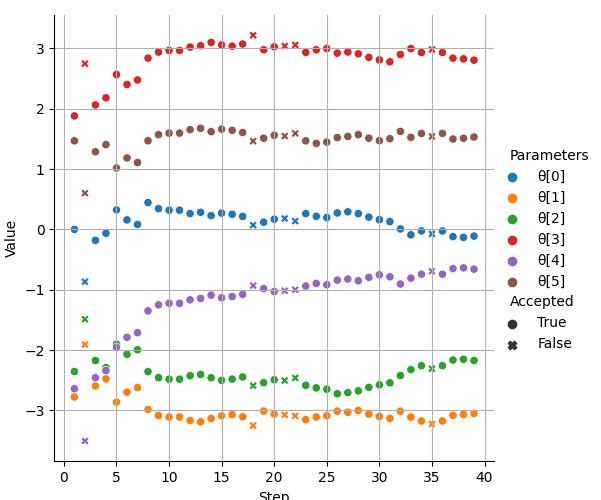 3
2
1
0
−1
−2
−3
Value
0
5
10
15
20
25
30
35
40
Step
Parameters
θ[0]
θ[1]
θ[2]
θ[3]
θ[4]
θ[5]
Accepted
True
False